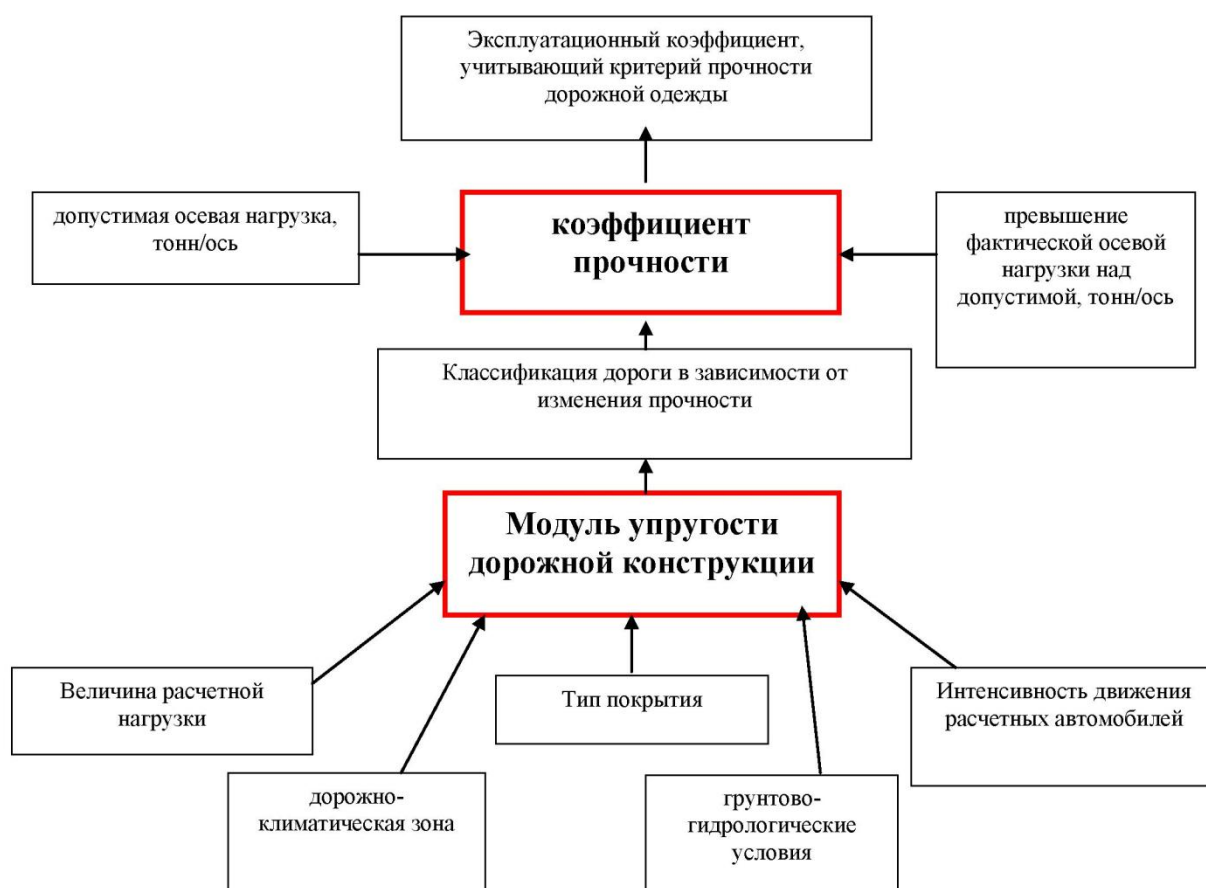 Эксплуатационный коэффициент,
учитывающий критерий прочности
дорожной одежды
допустимая осевая нагрузка,
тонн/ось
коэффициент
прочности
превышение
фактической осевой
нагрузки над
допустимой, тонн/ось
Классификация дороги в зависимости от
изменения прочности
Модуль упругости
дорожной конструкции
Величина расчетной
нагрузки
Тип покрытия
Интенсивность движения
расчетных автомобилей
дорожно-
климатическая зона
грунтово-
гидрологические
условия